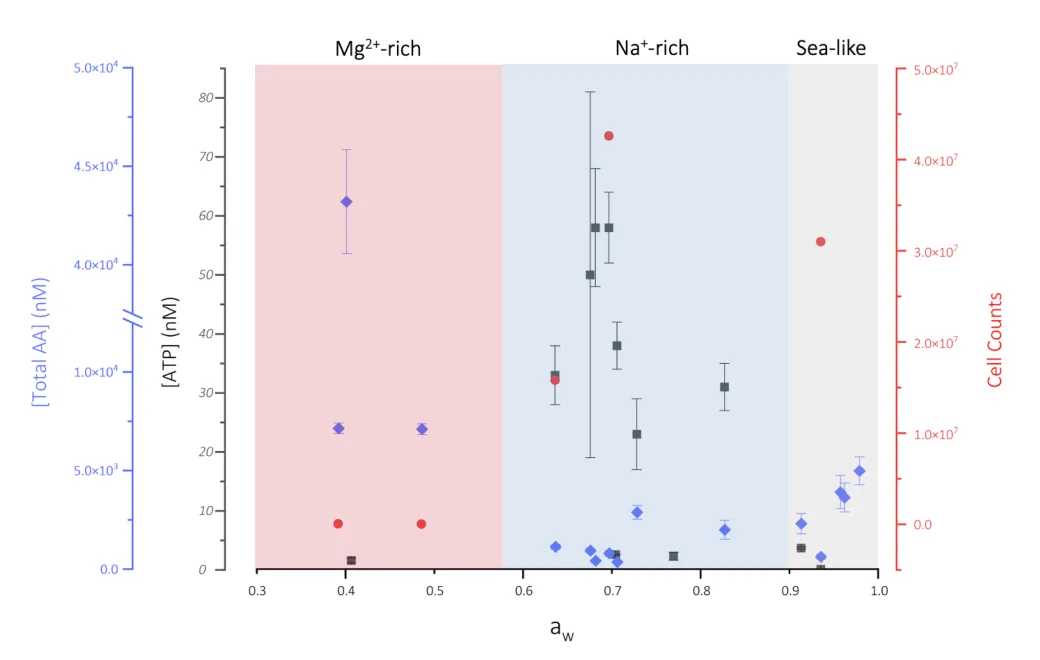 Mg²⁺-rich
Na⁺-rich
Sea-like
[Total AA] (nM)
5.0×10⁴
4.5×10⁴
4.0×10⁴
1.0×10⁴
5.0×10³
0.0
[ATP] (nM)
80
70
60
50
40
30
20
10
0
5.0×10⁷
4.0×10⁷
3.0×10⁷
2.0×10⁷
1.0×10⁷
0.0
Cell Counts
0.3 0.4 0.5 0.6 0.7 0.8 0.9 1.0
a_w